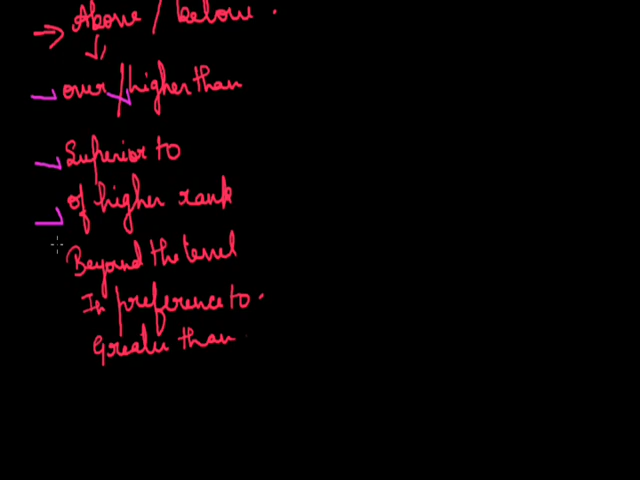 → Above / below .
over / higher than
Superior to
of higher rank
Beyond the level
In preference to .
Greater than